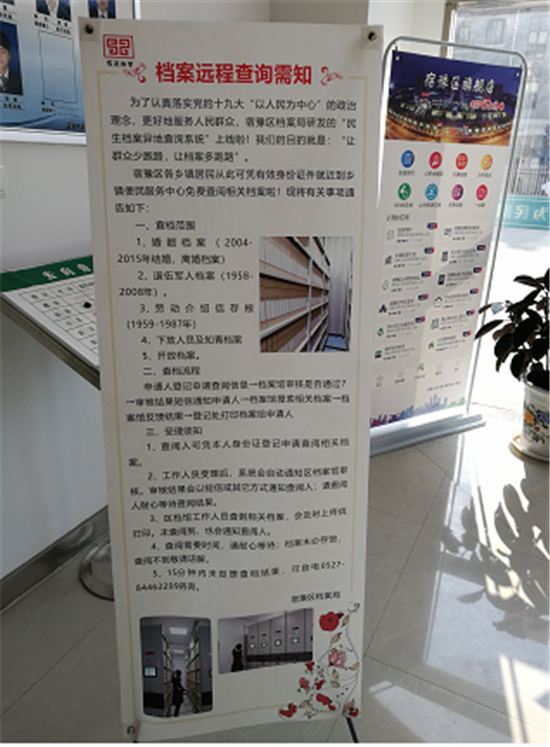 档案远程查询需知
为了认真落实党的十九大“以人民为中心”的政治
理念，更好地服务人民群众，宿豫区档案局研发的“民
生档案异地查询系统”上线啦！我们的目的就是：“让
群众少跑路，让档案多跑路”。
宿豫区各乡镇居民从此可凭有效身份证件就近到乡
镇便民服务中心免费查阅相关档案啦！现将有关事项通
告如下：
一、查档范围
1、婚姻档案（2004-
2015年结婚，离婚档案）
2、退伍军人档案（1958-
2008年）。
3、劳动介绍信存根
(1959-1987年)
4、下放人员及知青档案
5、开放档案。
二、查档流程
申请人登记申请查阅信息一档案馆审核是否通过？
一审核结果短信通知申请人一档案馆搜索相关档案一档
案馆反馈结果一登记处打印档案给申请人
三、受理须知
1、查阅人可凭本人身份证登记申请查阅相关档
案。
2、工作人员受理后，系统会自动通知区档案馆审
核。审核结果会以短信或其它方式通知查阅人；请查阅
人耐心等待查阅结果。
3、区档馆工作人员查到相关档案，会及时上传供
打印。未查阅到，也会通知查阅人。
4、查阅需要时间，请耐心等待；档案未必存管，
查阅不到敬请谅解。
5、15分钟内未反馈查档结果，可致电0527-
84462299咨询。
宿豫区档案局
宿豫区旗舰店